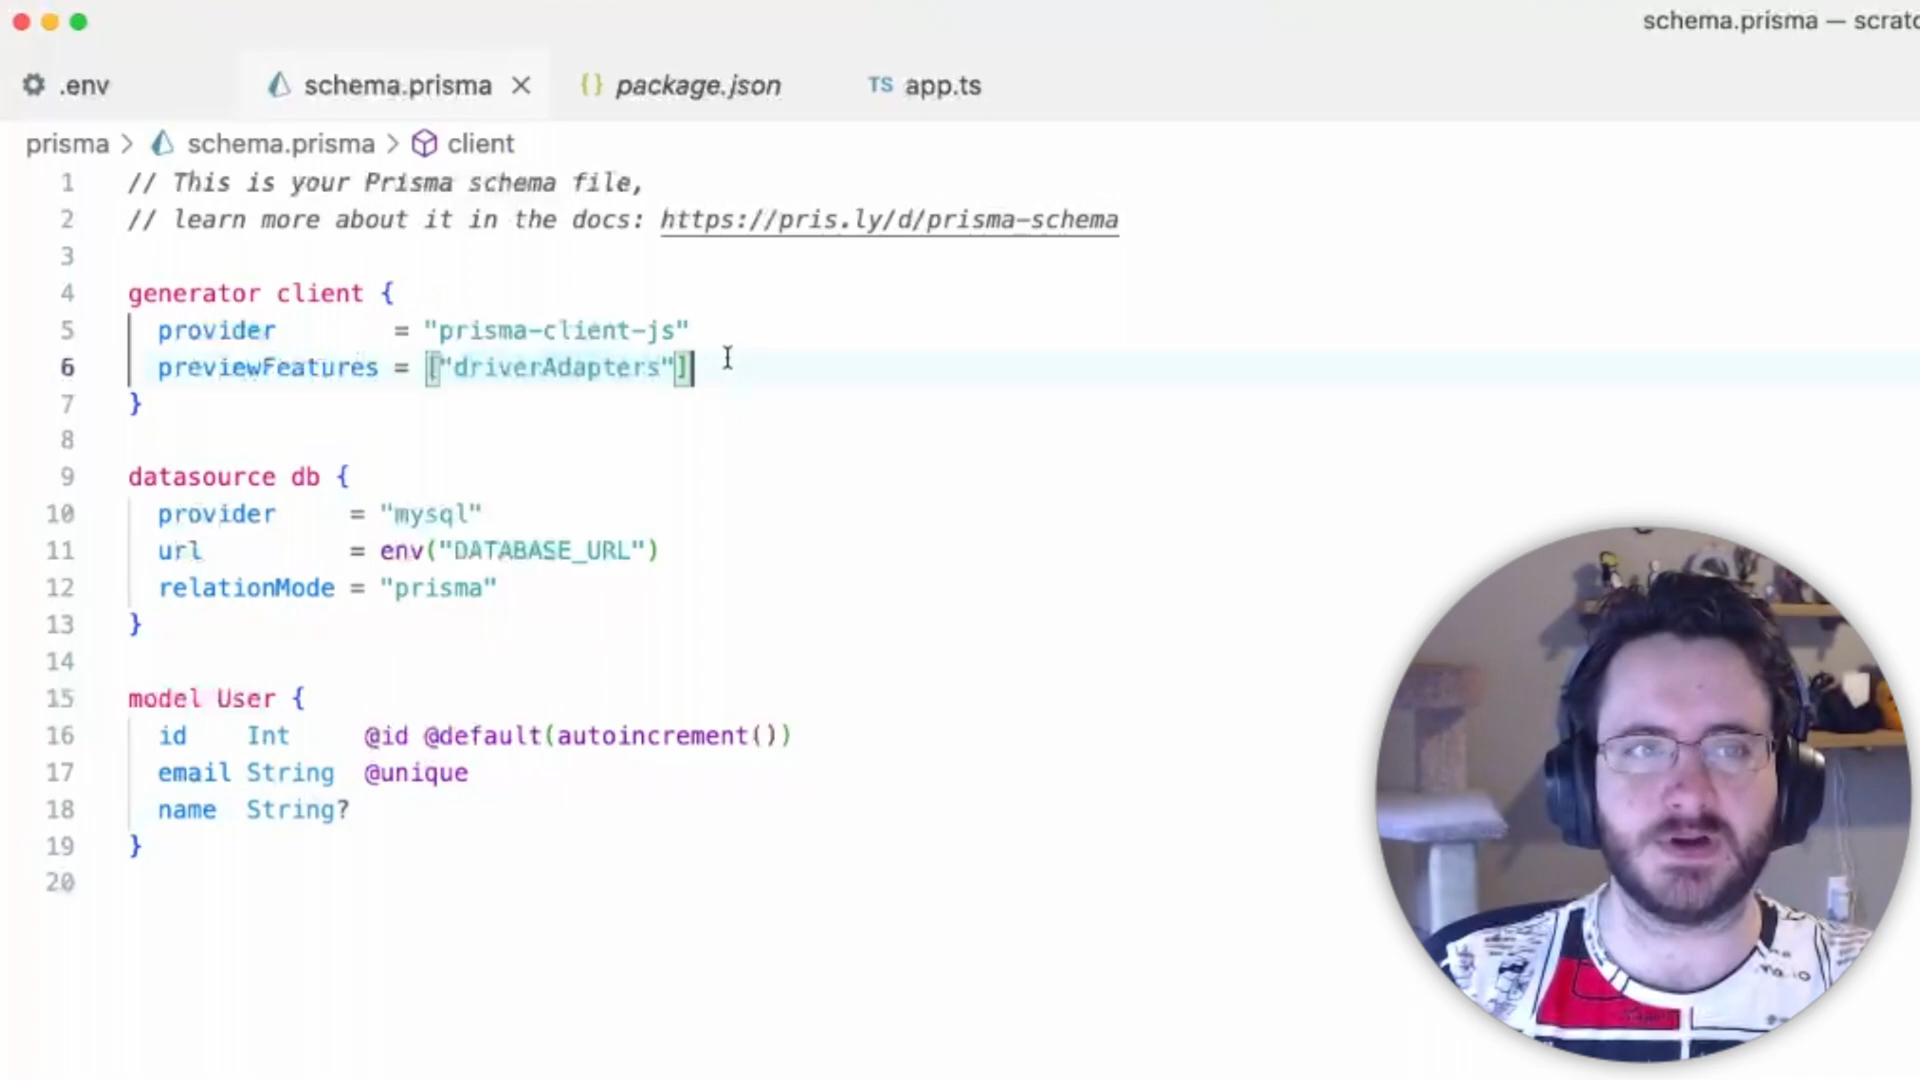 schema.prisma — scratc
.env
schema.prisma
package.json
TS app.ts
prisma > schema.prisma > client
1 // This is your Prisma schema file,
2 // learn more about it in the docs: https://pris.ly/d/prisma-schema
3
4 generator client {
5 provider = "prisma-client-js"
6 previewFeatures = ["driverAdapters"]
7 }
8
9 datasource db {
10 provider = "mysql"
11 url = env("DATABASE_URL")
12 relationMode = "prisma"
13 }
14
15 model User {
16 id Int @id @default(autoincrement())
17 email String @unique
18 name String?
19 }
20